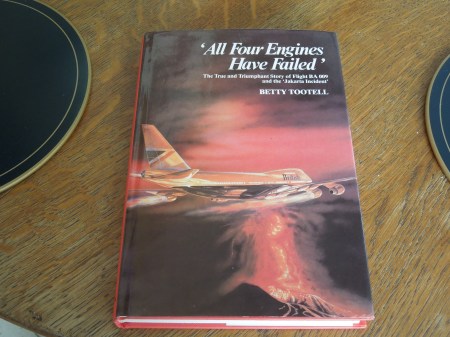 'All Four Engines
Have Failed'
The True and Triumphant Story of Flight BA 009
and the 'Jakarta Incident'
BETTY TOOTELL